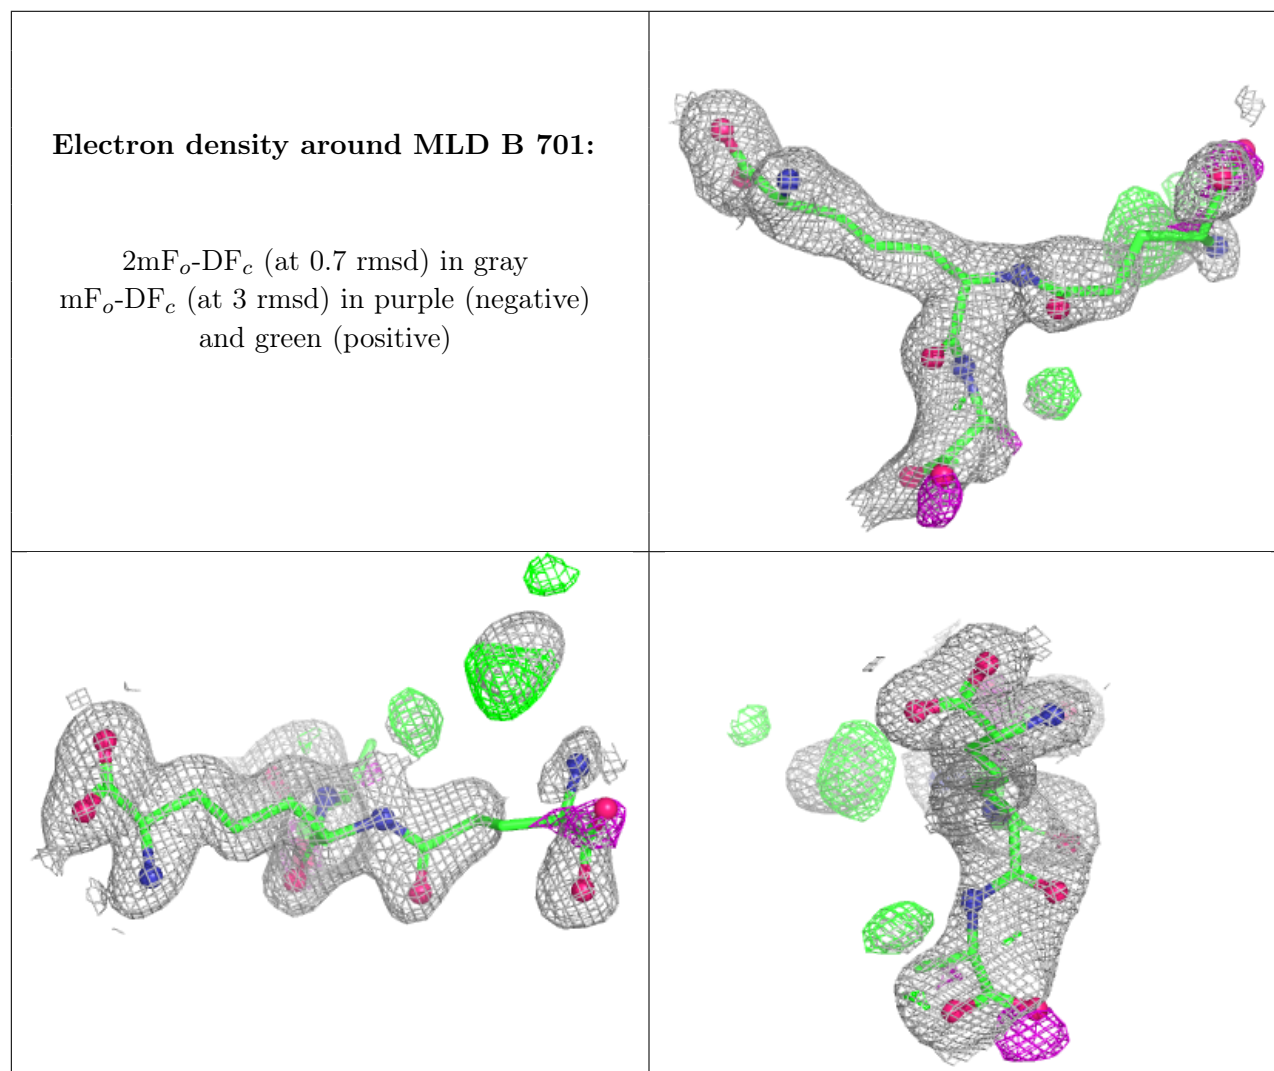 Electron density around MLD B 701:
2mFo-DFc (at 0.7 rmsd) in gray
mFo-DFc (at 3 rmsd) in purple (negative)
and green (positive)